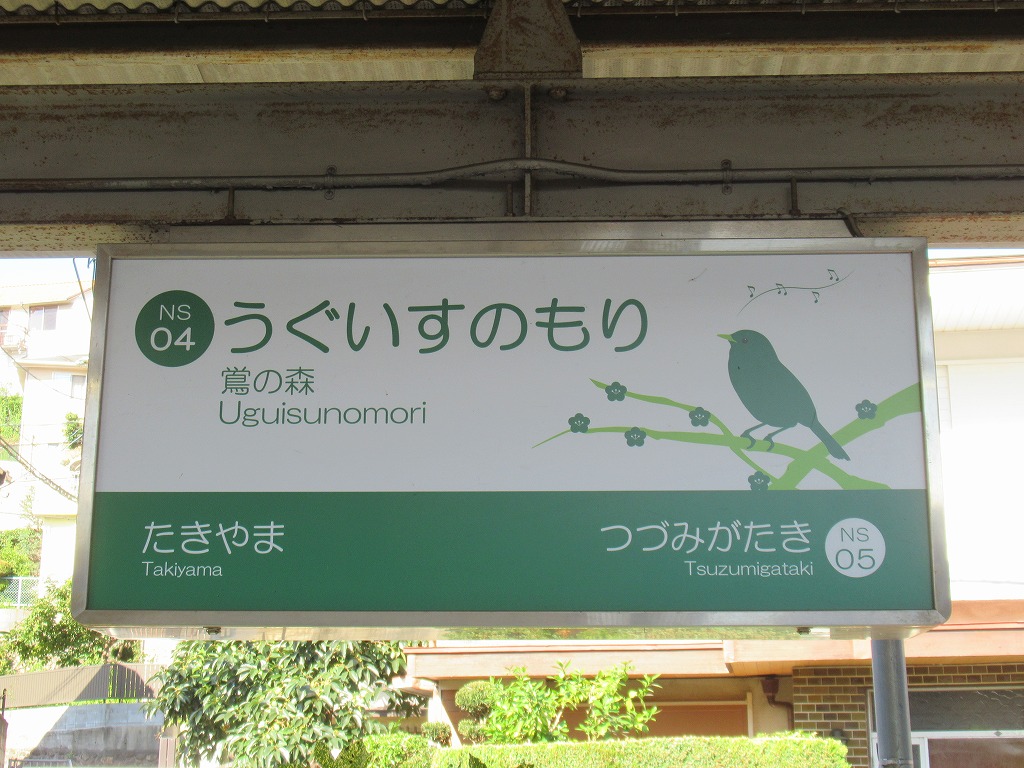 NS
04
うぐいすのもり
鴬の森
Uguisunomori
たきやま
Takiyama
つづみがたき
Tsuzumigataki
NS
05